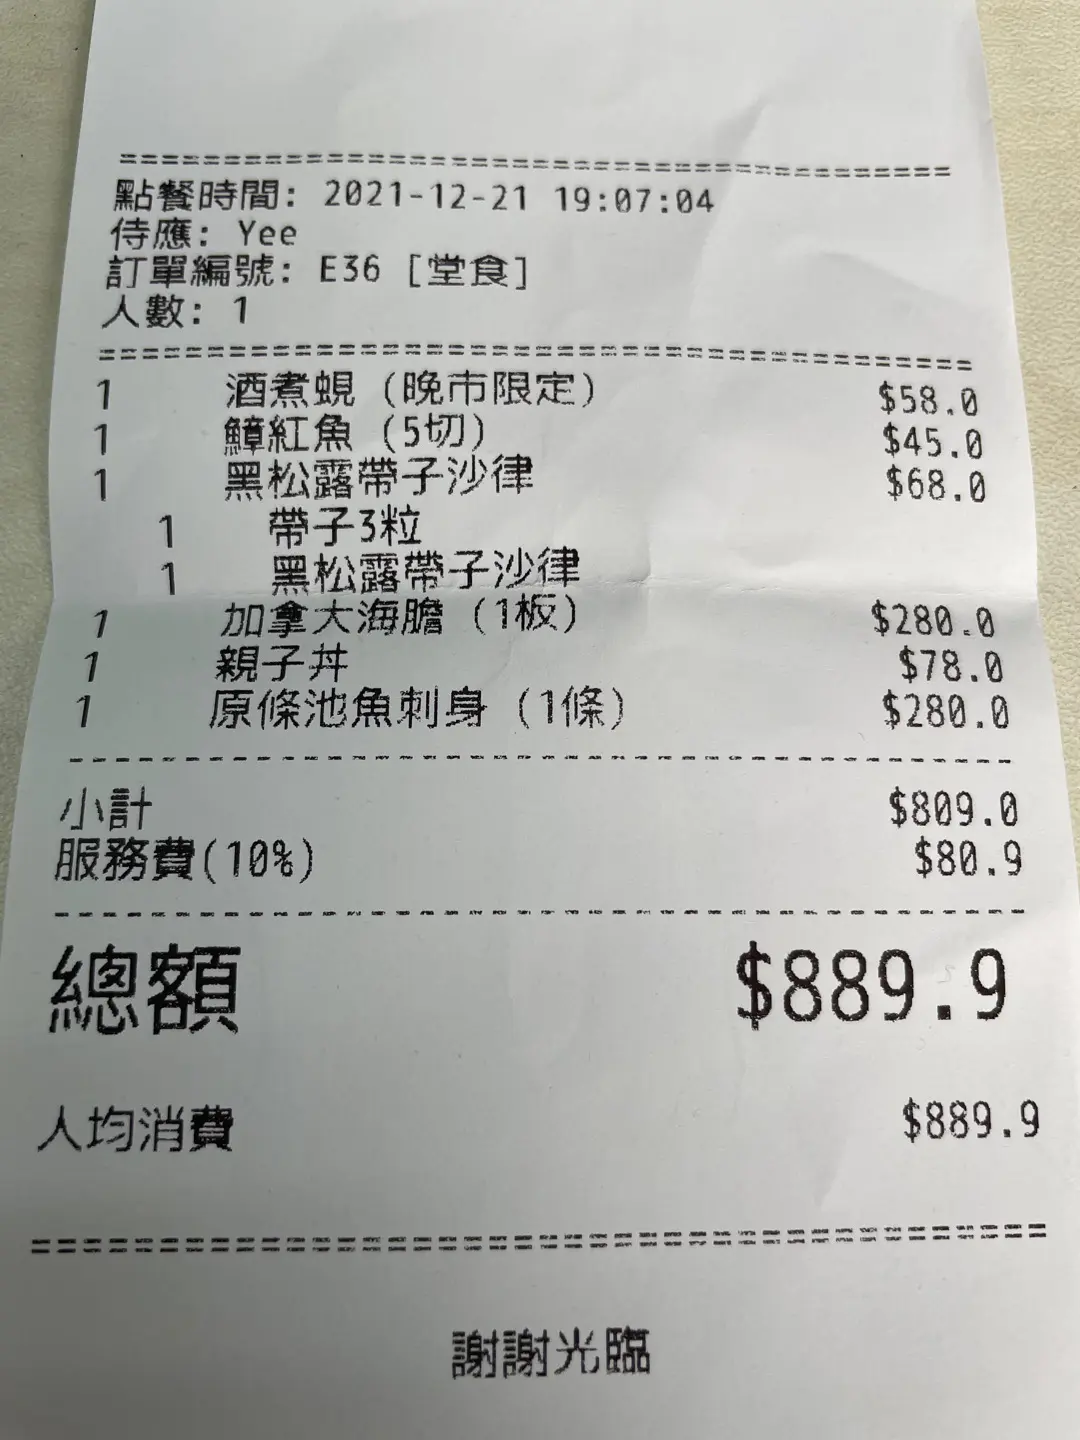 點餐時間: 2021-12-21 19:07:04
侍應: Yee
訂單編號: E36 [堂食]
人數: 1
1 酒煮蜆 (晚市限定) $58.0
1 鱆紅魚 (5切) $45.0
1 黑松露帶子沙律 $68.0
1 帶子3粒
1 黑松露帶子沙律
1 加拿大海膽 (1板) $280.0
1 親子丼 $78.0
1 原條池魚刺身 (1條) $280.0
小計 $809.0
服務費(10%) $80.9
總額 $889.9
人均消費 $889.9
謝謝光臨